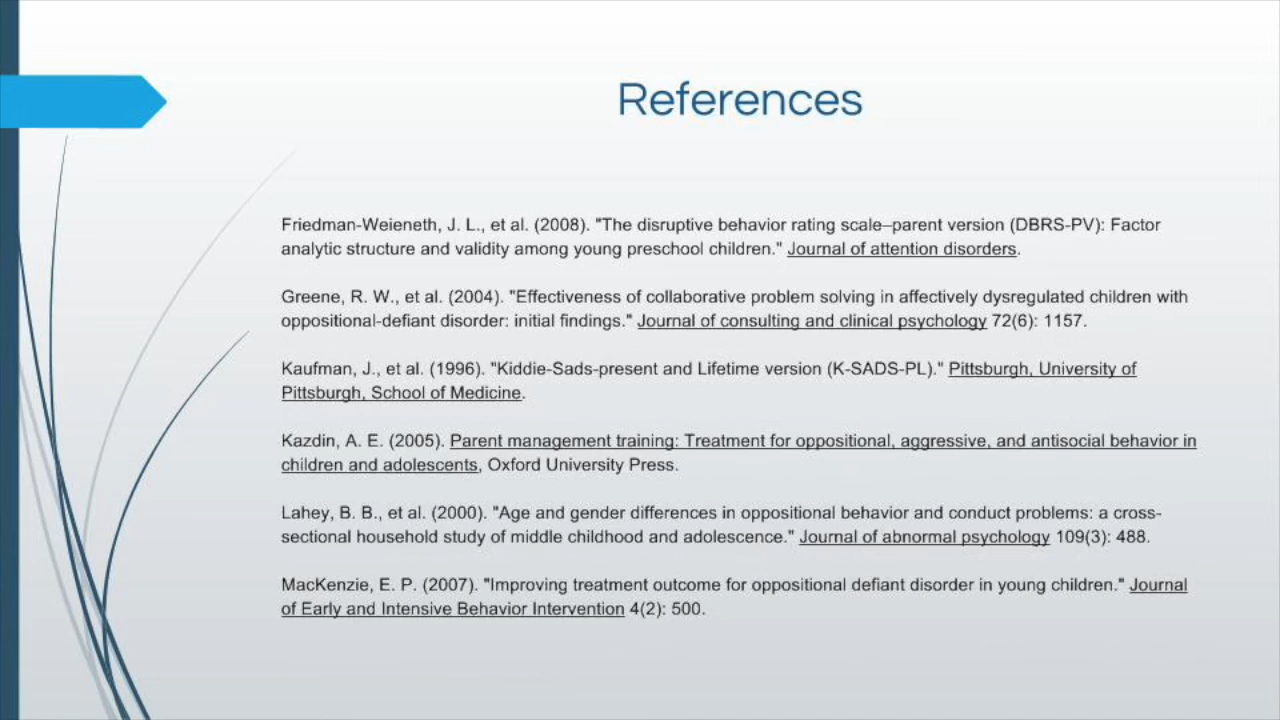 References
Friedman-Weieneth, J. L., et al. (2008). "The disruptive behavior rating scale–parent version (DBRS-PV): Factor
analytic structure and validity among young preschool children." Journal of attention disorders.
Greene, R. W., et al. (2004). "Effectiveness of collaborative problem solving in affectively dysregulated children with
oppositional-defiant disorder: initial findings." Journal of consulting and clinical psychology 72(6): 1157.
Kaufman, J., et al. (1996). "Kiddie-Sads-present and Lifetime version (K-SADS-PL)." Pittsburgh, University of
Pittsburgh, School of Medicine.
Kazdin, A. E. (2005). Parent management training: Treatment for oppositional, aggressive, and antisocial behavior in
children and adolescents, Oxford University Press.
Lahey, B. B., et al. (2000). "Age and gender differences in oppositional behavior and conduct problems: a cross-
sectional household study of middle childhood and adolescence." Journal of abnormal psychology 109(3): 488.
MacKenzie, E. P. (2007). "Improving treatment outcome for oppositional defiant disorder in young children." Journal
of Early and Intensive Behavior Intervention 4(2): 500.